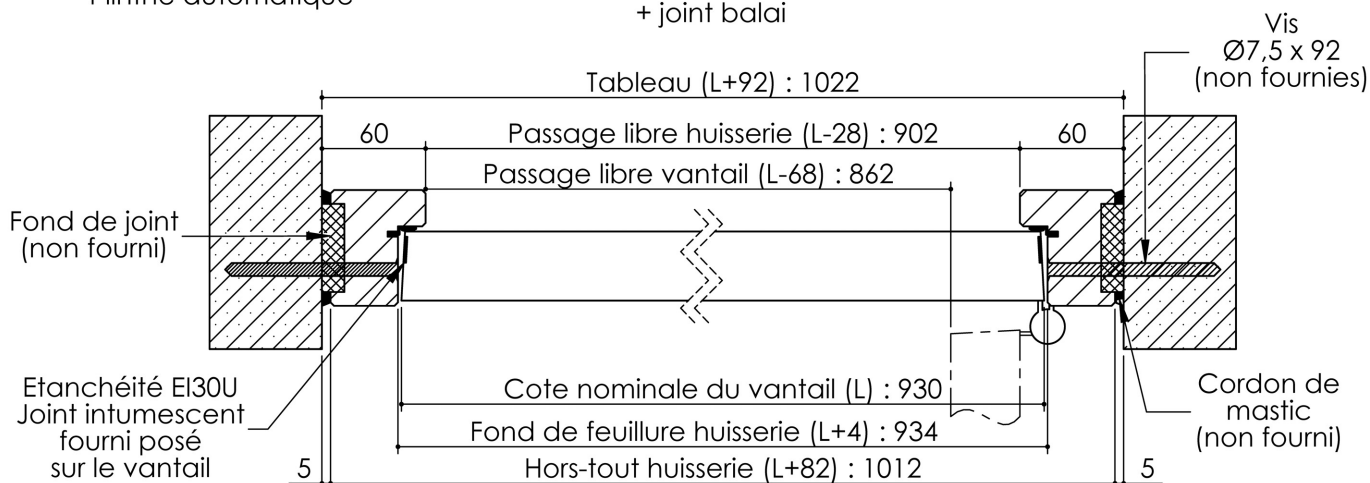 Plinthe automatique
+ joint balai
Vis
Ø7,5 x 92
(non fournies)
Tableau (L+92) : 1022
60
Passage libre huisserie (L-28) : 902
60
Passage libre vantail (L-68) : 862
Fond de joint
(non fourni)
Etanchéité EI30U
Joint intumescent
fourni posé
sur le vantail
Cote nominale du vantail (L) : 930
Cordon de
mastic
(non fourni)
Fond de feuillure huisserie (L+4) : 934
5
Hors-tout huisserie (L+82) : 1012
5